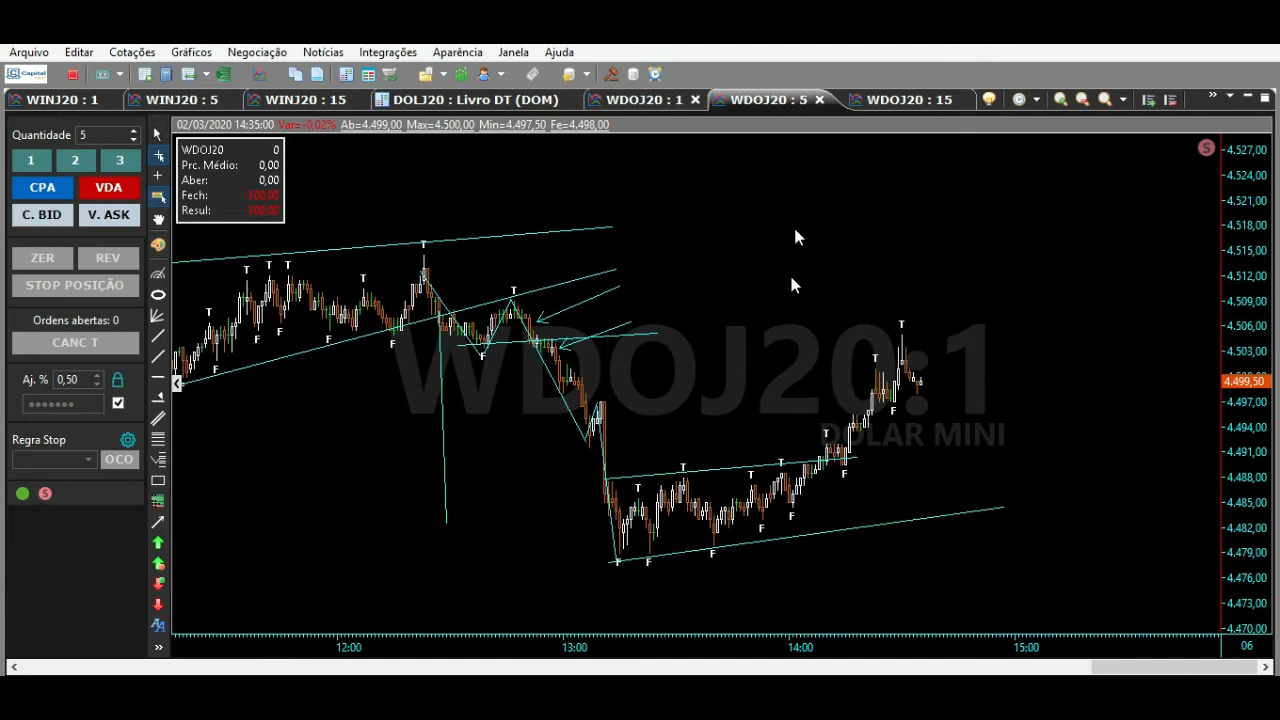 Arquivo Editar Cotações Gráficos Negociação Notícias Integrações Aparência Janela Ajuda
Capital
WINJ20 : 1 WINJ20 : 5 WINJ20 : 15 DOLJ20 : Livro DT (DOM) WDOJ20 : 1 WDOJ20 : 5 WDOJ20 : 15
Quantidade 5
1 2 3
CPA VDA
C. BID V. ASK
ZER REV
STOP POSIÇÃO
Ordens abertas: 0
CANC T
Aj. % 0,50
Regra Stop
OCO
S
02/03/2020 14:35:00 Var=-0,02% Ab=4.499,00 Max=4.500,00 Min=4.497,50 Fe=4.498,00
WDOJ20 0
Prc. Médio: 0,00
Aber: 0,00
Fech: -100,00
Resul: -100,00
S
WDOJ20:1
DOLAR MINI
T T T T T T T T T T T T T T T
F F F F F F F F F F F F F
4.527,00
4.524,00
4.521,00
4.518,00
4.515,00
4.512,00
4.509,00
4.506,00
4.503,00
4.499,50
4.497,00
4.494,00
4.491,00
4.488,00
4.485,00
4.482,00
4.479,00
4.476,00
4.473,00
4.470,00
12:00 13:00 14:00 15:00 06